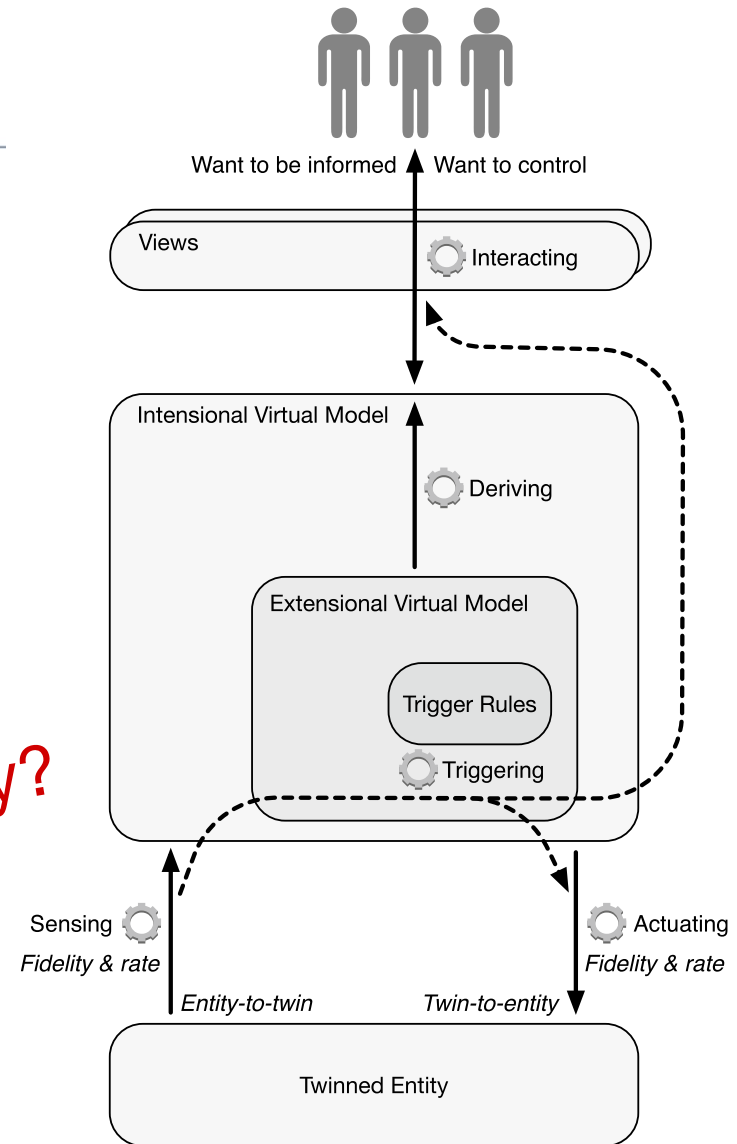 Want to be informed Want to control
Views
Interacting
Intensional Virtual Model
Deriving
Extensional Virtual Model
Trigger Rules
Triggering
Sensing
Actuating
Fidelity & rate
Fidelity & rate
Entity-to-twin
Twin-to-entity
Twinned Entity